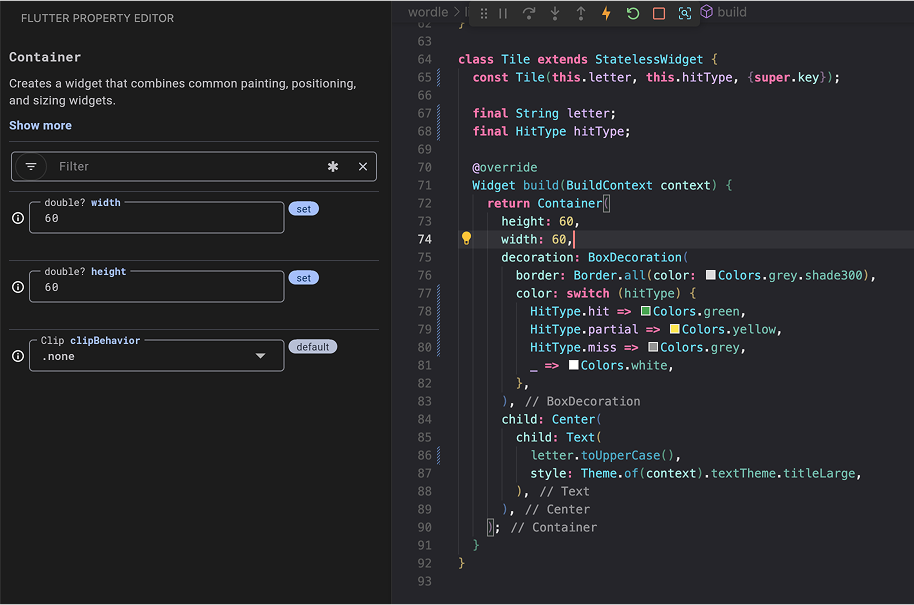 FLUTTER PROPERTY EDITOR
Container
Creates a widget that combines common painting, positioning,
and sizing widgets.
Show more
Filter
double? width
60
set
double? height
60
set
Clip clipBehavior
.none
default
wordle > build
62 }
63
64 class Tile extends StatelessWidget {
65 const Tile(this.letter, this.hitType, {super.key});
66
67 final String letter;
68 final HitType hitType;
69
70 @override
71 Widget build(BuildContext context) {
72 return Container(
73 height: 60,
74 width: 60,
75 decoration: BoxDecoration(
76 border: Border.all(color: Colors.grey.shade300),
77 color: switch (hitType) {
78 HitType.hit => Colors.green,
79 HitType.partial => Colors.yellow,
80 HitType.miss => Colors.grey,
81 _ => Colors.white,
82 },
83 ), // BoxDecoration
84 child: Center(
85 child: Text(
86 letter.toUpperCase(),
87 style: Theme.of(context).textTheme.titleLarge,
88 ), // Text
89 ), // Center
90 ); // Container
91 }
92 }
93